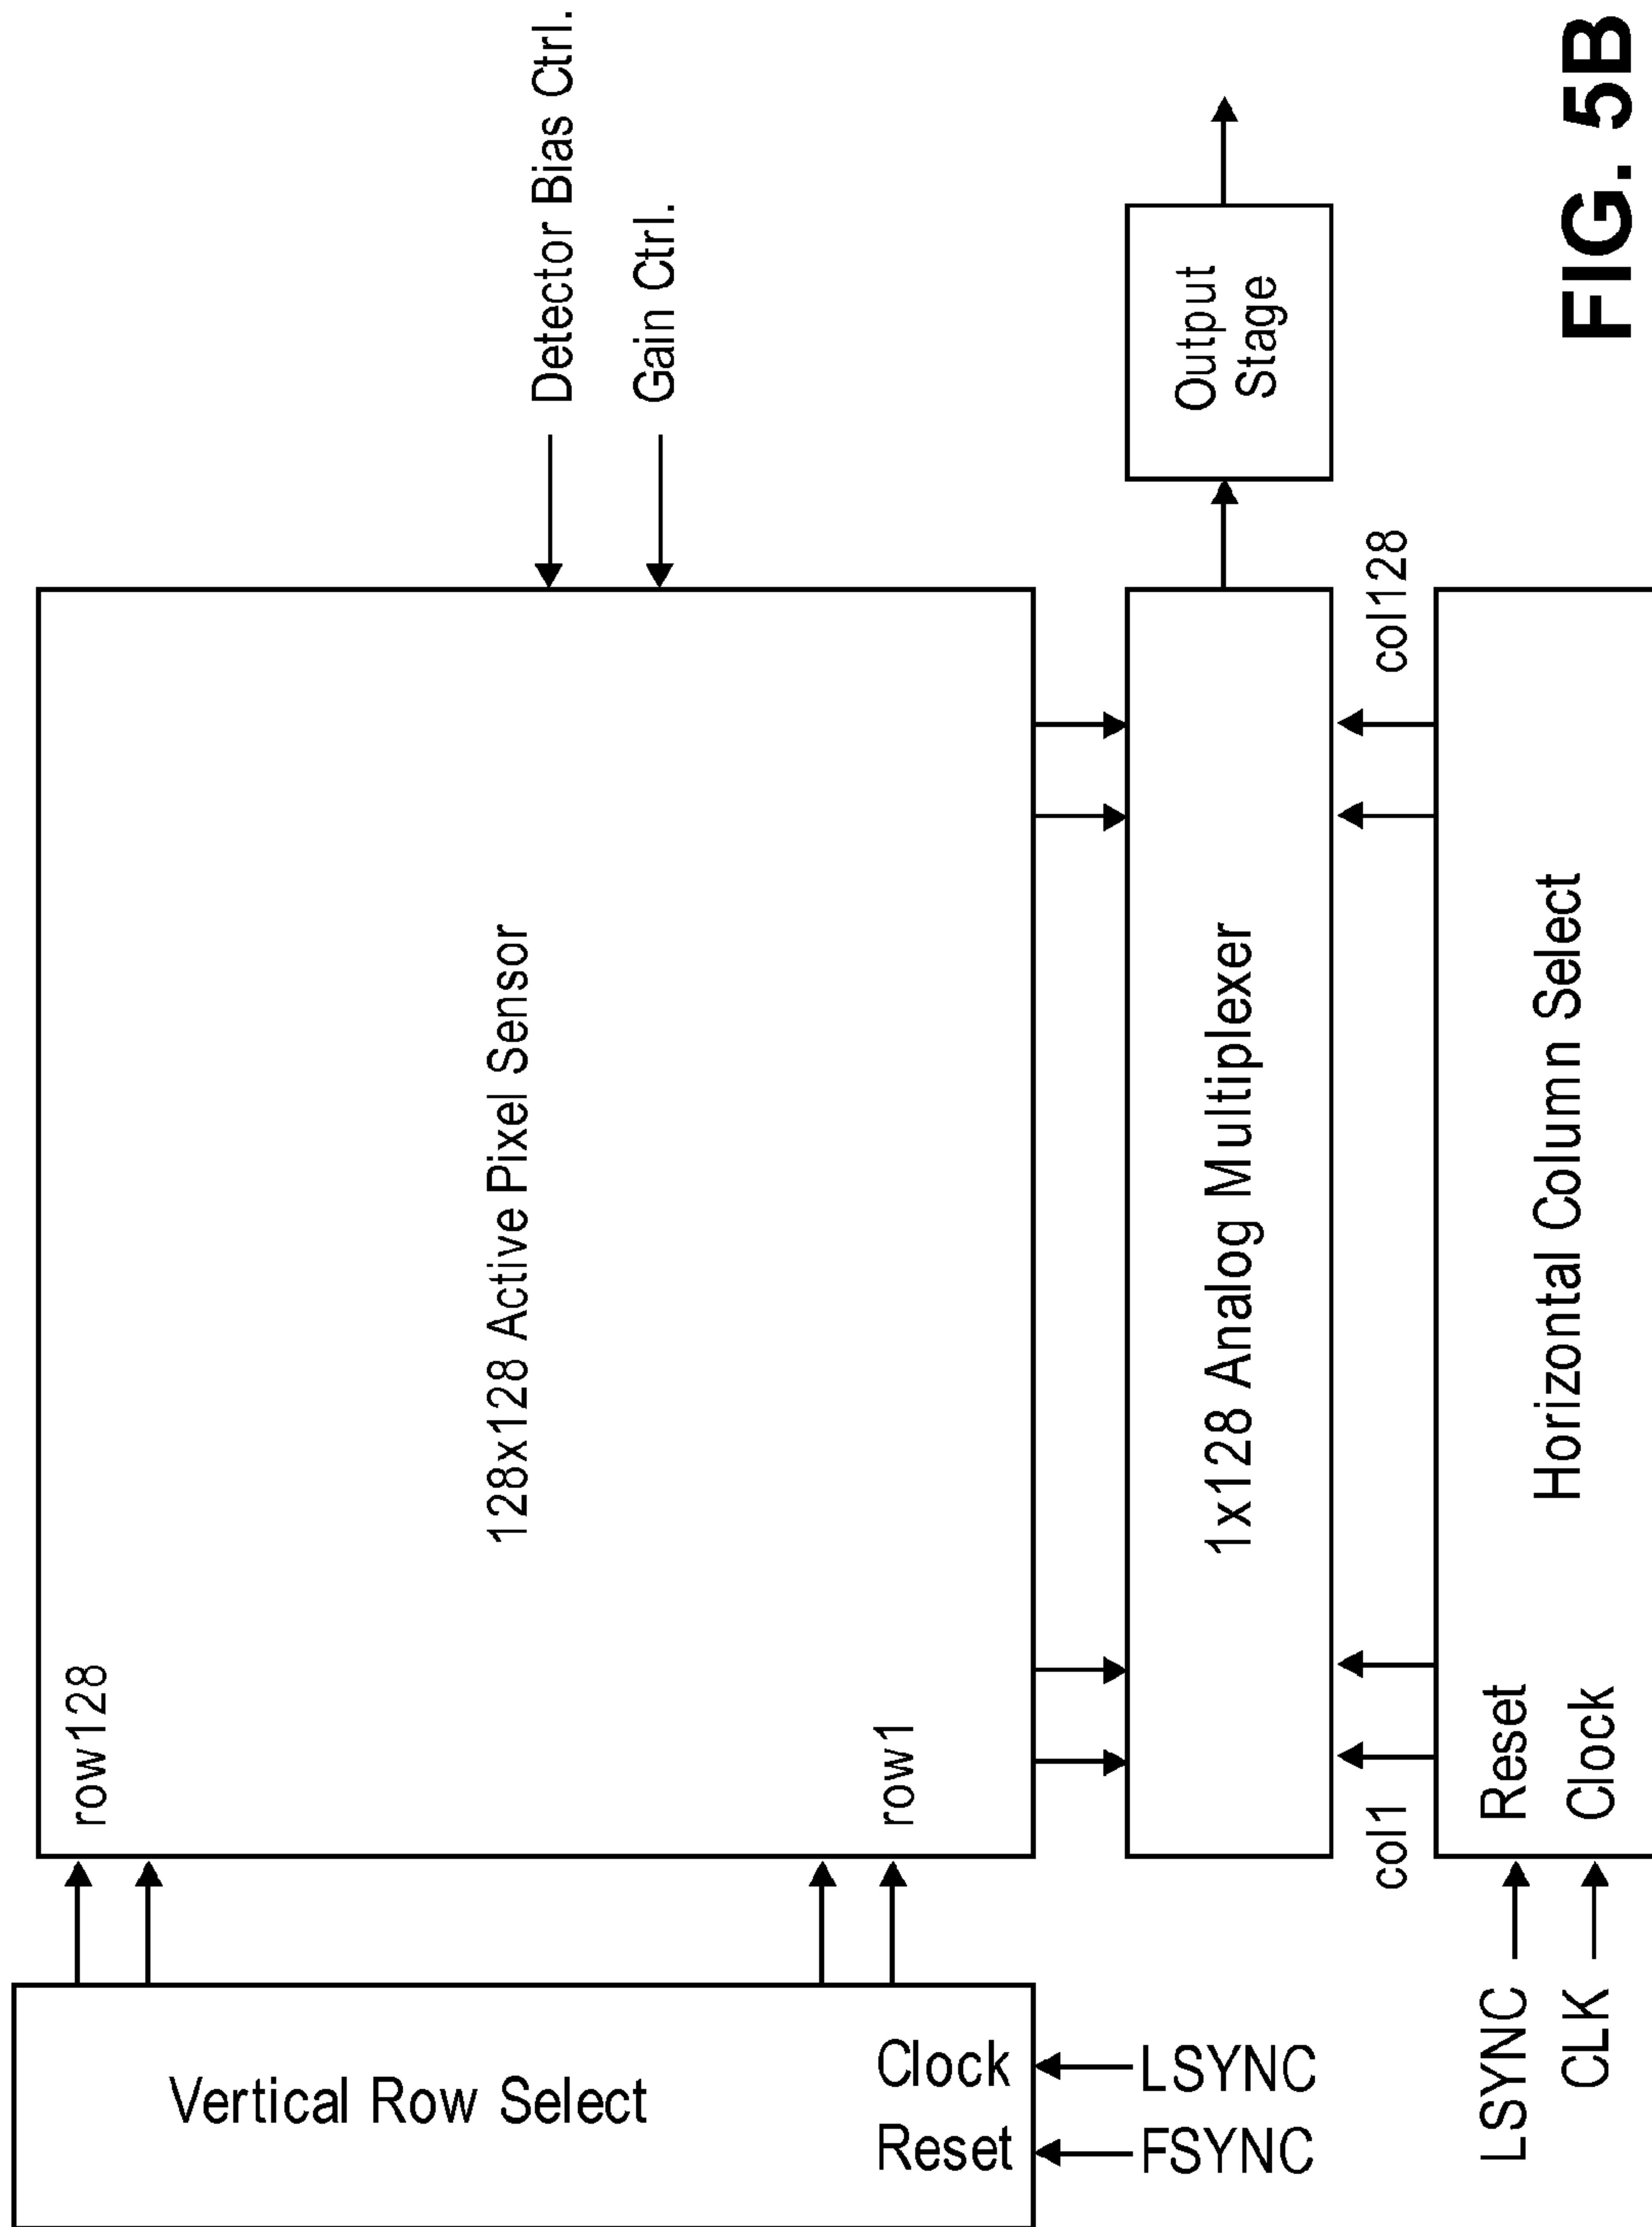 Detector Bias Ctrl.
Gain Ctrl.
row128
128x128 Active Pixel Sensor
row1
Vertical Row Select
Clock
Reset
LSYNC
FSYNC
1x128 Analog Multiplexer
Output
Stage
col1
col128
Horizontal Column Select
Reset
Clock
LSYNC
CLK
FIG. 5B